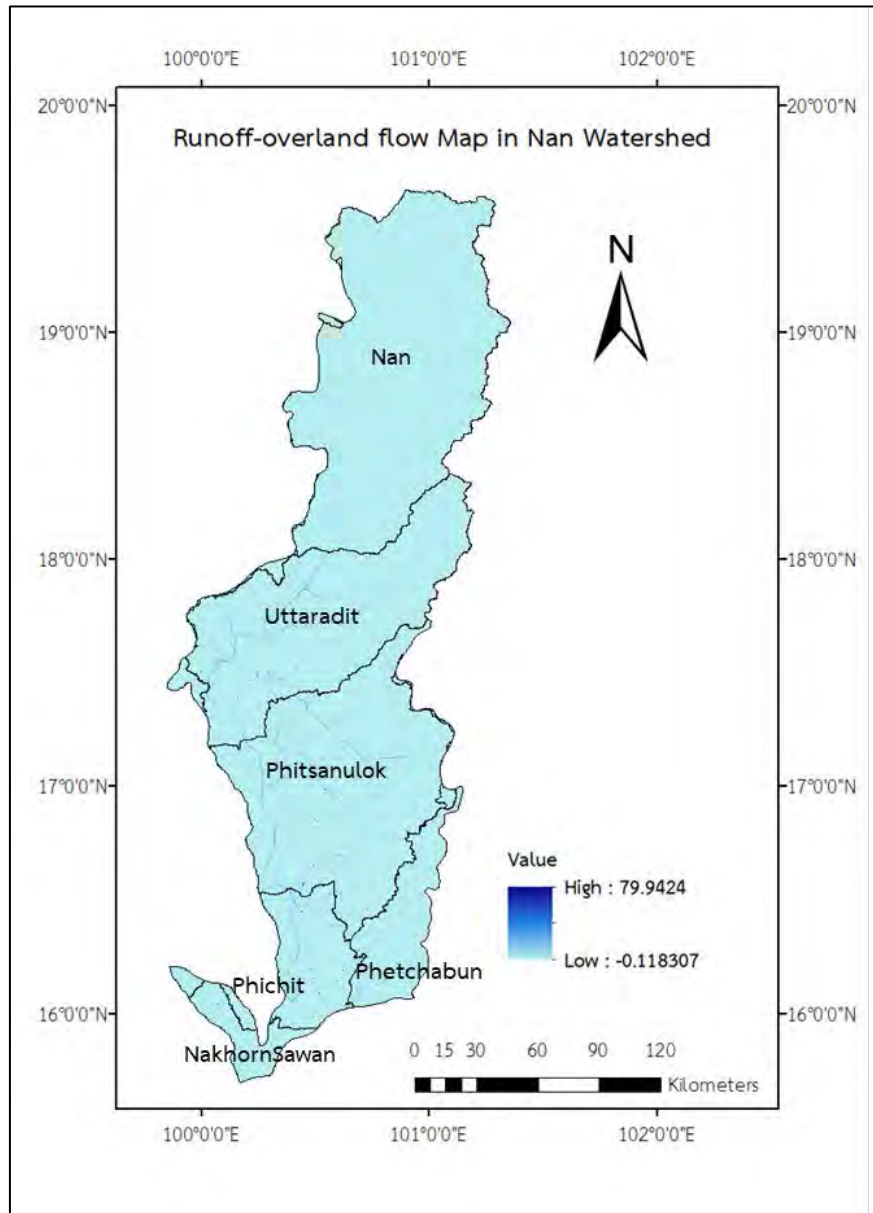 100°0'0"E 101°0'0"E 102°0'0"E
20°0'0"N 20°0'0"N
Runoff-overland flow Map in Nan Watershed
N
19°0'0"N 19°0'0"N
Nan
18°0'0"N 18°0'0"N
Uttaradit
Phitsanulok
17°0'0"N 17°0'0"N
Value
High : 79.9424
Low : -0.118307
Phetchabun
Phichit
16°0'0"N 16°0'0"N
NakhornSawan
0 15 30 60 90 120
Kilometers
100°0'0"E 101°0'0"E 102°0'0"E